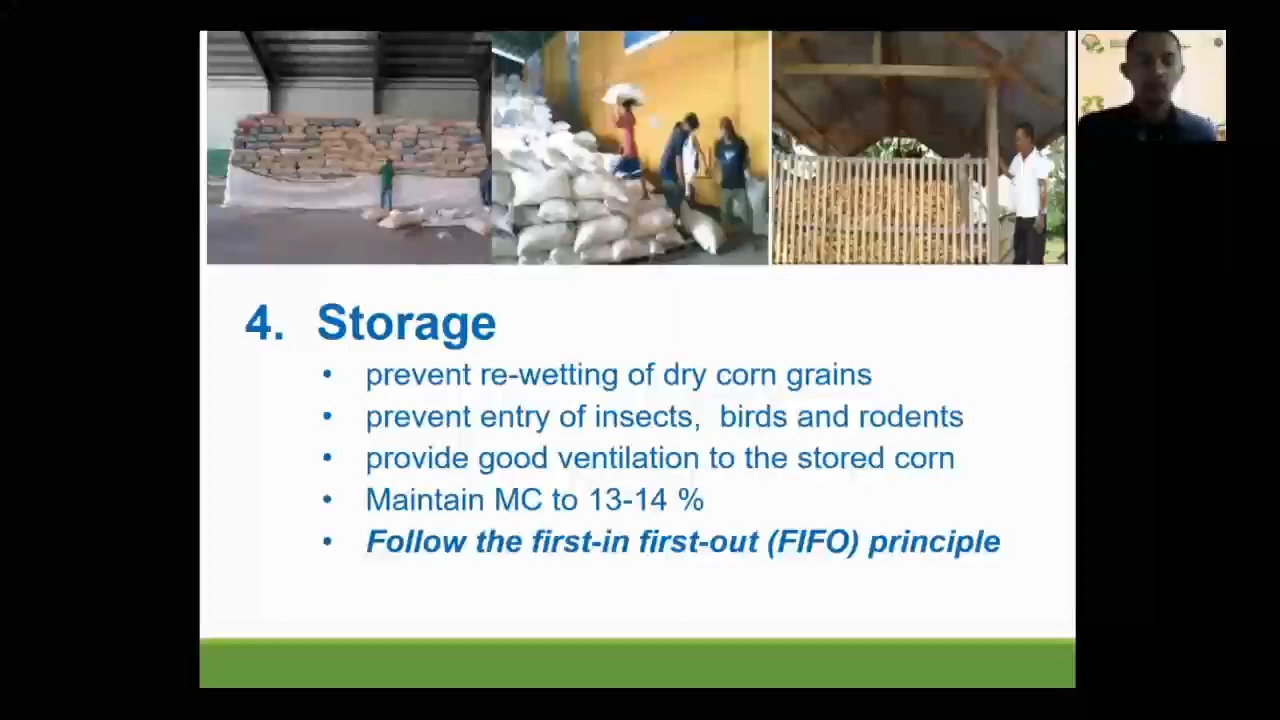 4. Storage
• prevent re-wetting of dry corn grains
• prevent entry of insects, birds and rodents
• provide good ventilation to the stored corn
• Maintain MC to 13-14 %
• Follow the first-in first-out (FIFO) principle